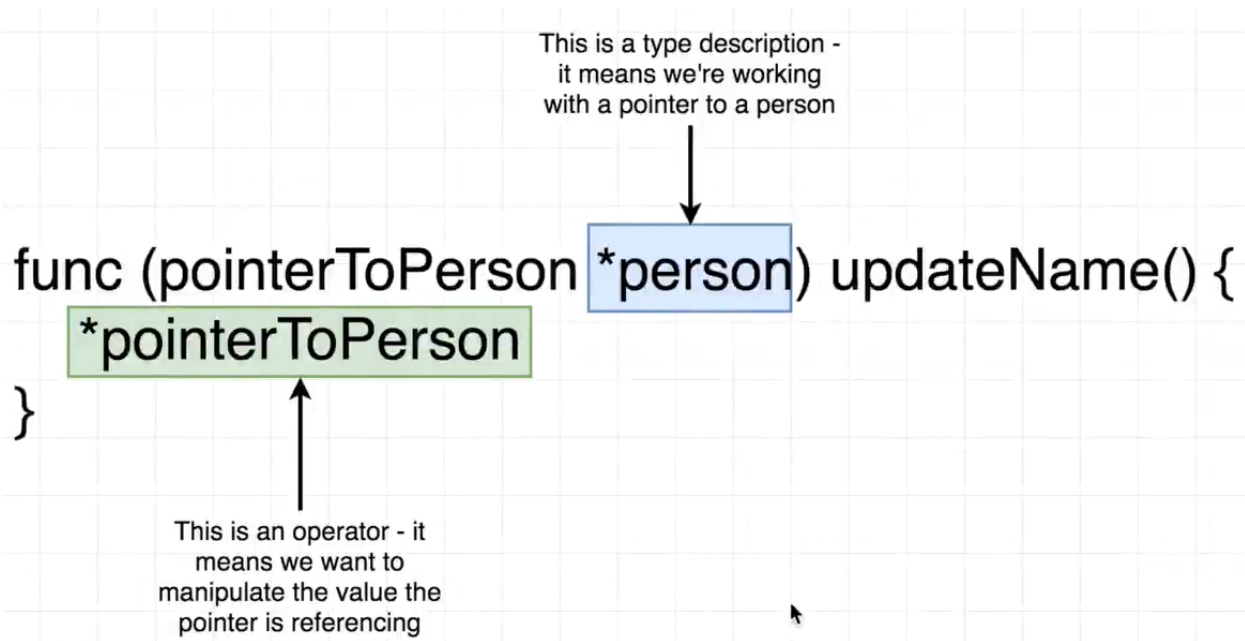 This is a type description -
it means we're working
with a pointer to a person
func (pointerToPerson *person) updateName() {
*pointerToPerson
}
This is an operator - it
means we want to
manipulate the value the
pointer is referencing